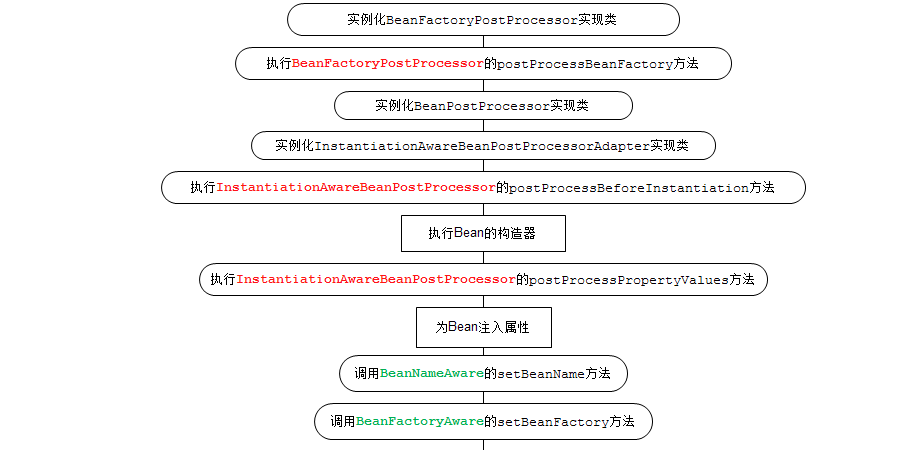 实例化BeanFactoryPostProcessor实现类
执行BeanFactoryPostProcessor的postProcessBeanFactory方法
实例化BeanPostProcessor实现类
实例化InstantiationAwareBeanPostProcessorAdapter实现类
执行InstantiationAwareBeanPostProcessor的postProcessBeforeInstantiation方法
执行Bean的构造器
执行InstantiationAwareBeanPostProcessor的postProcessPropertyValues方法
为Bean注入属性
调用BeanNameAware的setBeanName方法
调用BeanFactoryAware的setBeanFactory方法